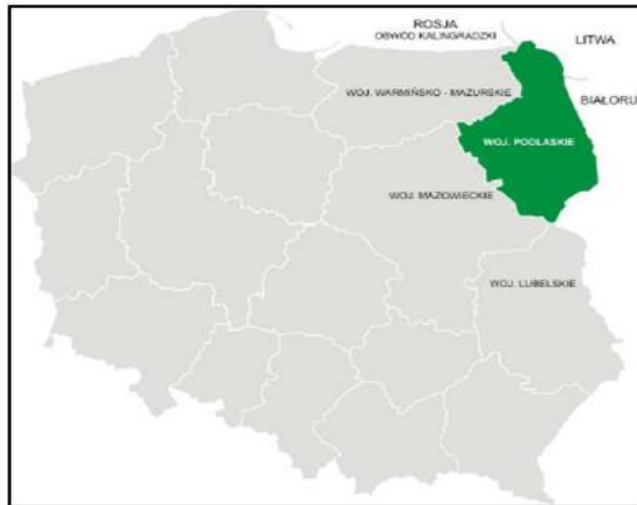 ROSJA
OBWÓD KALINGRADZKI
LITWA
WOJ. WARMIŃSKO - MAZURSKIE
BIAŁORU
WOJ. PODLASKIE
WOJ. MAZOWIECKIE
WOJ. LUBELSKIE